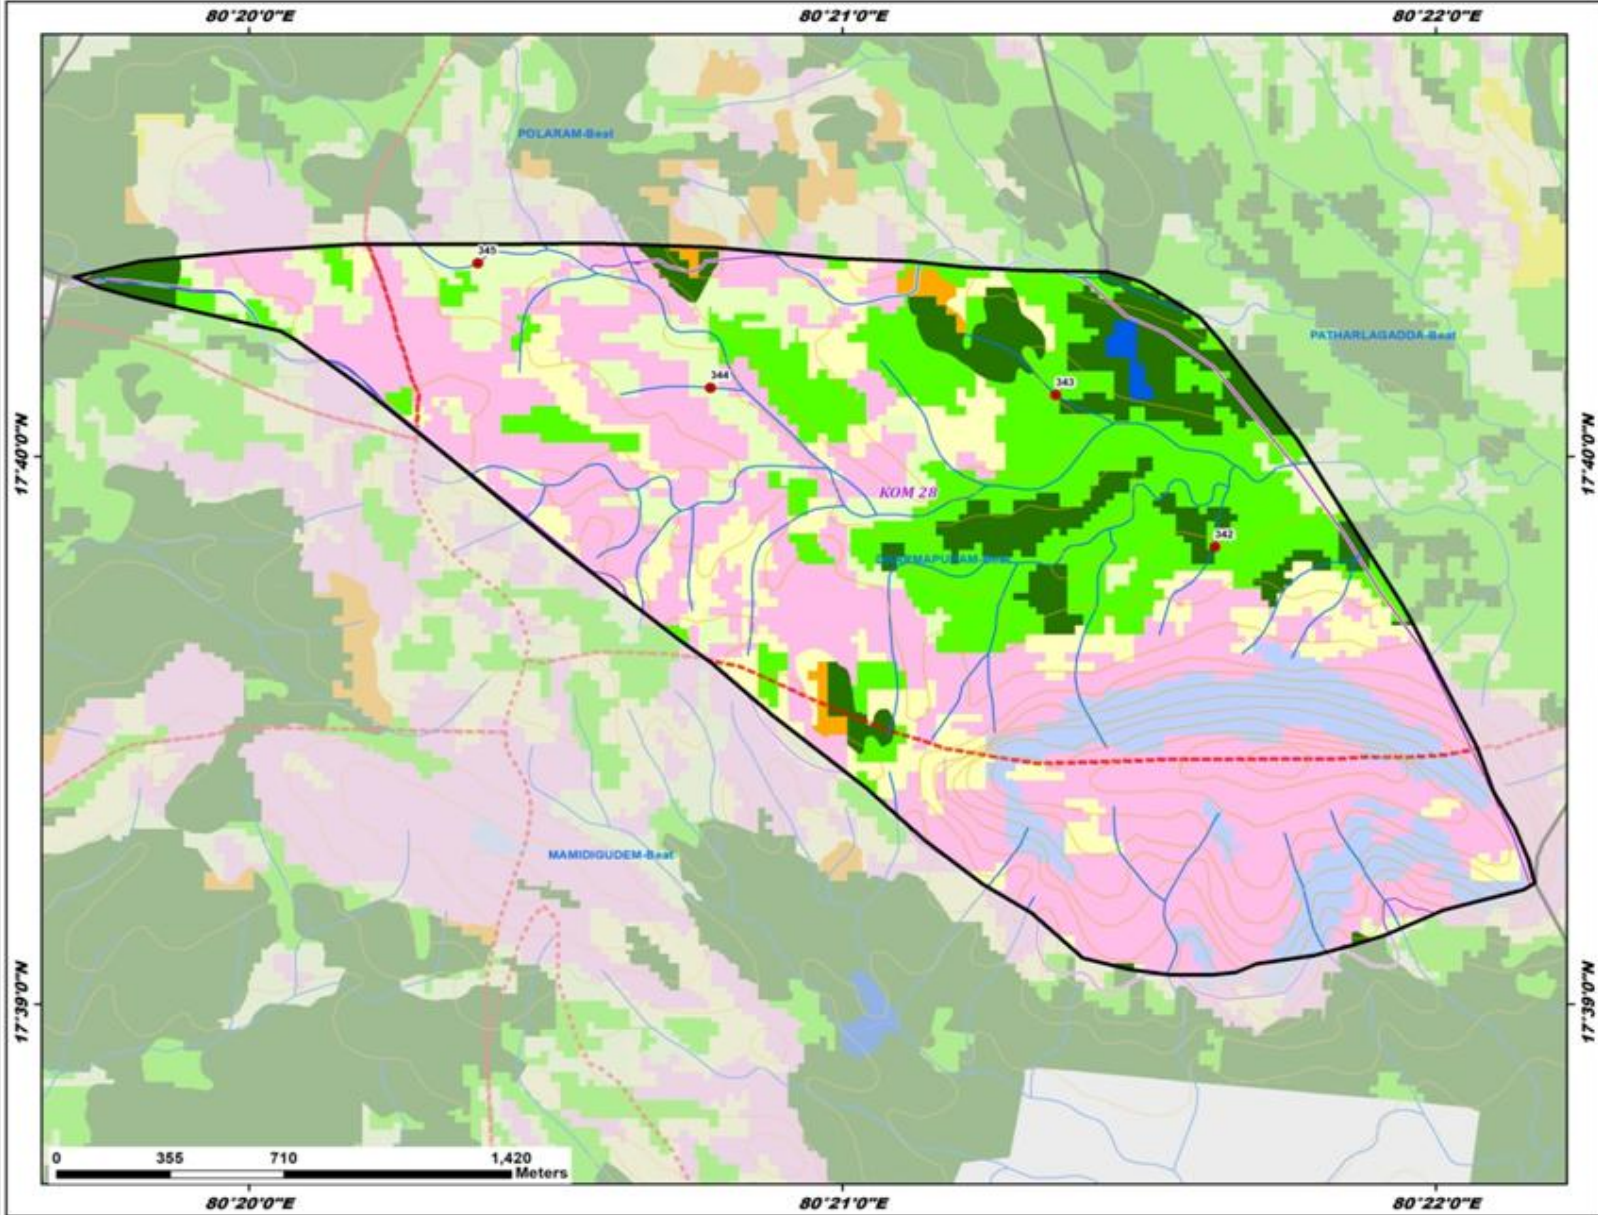 80°20'0"E 80°21'0"E 80°22'0"E
POLARAM-Beat
345
PATHARLAGADDA-Beat
344
343
17°40'0"N 17°40'0"N
KOM 28
342
MAMIDIGUDEM-Beat
17°39'0"N 17°39'0"N
0 355 710 1,420
Meters
80°20'0"E 80°21'0"E 80°22'0"E